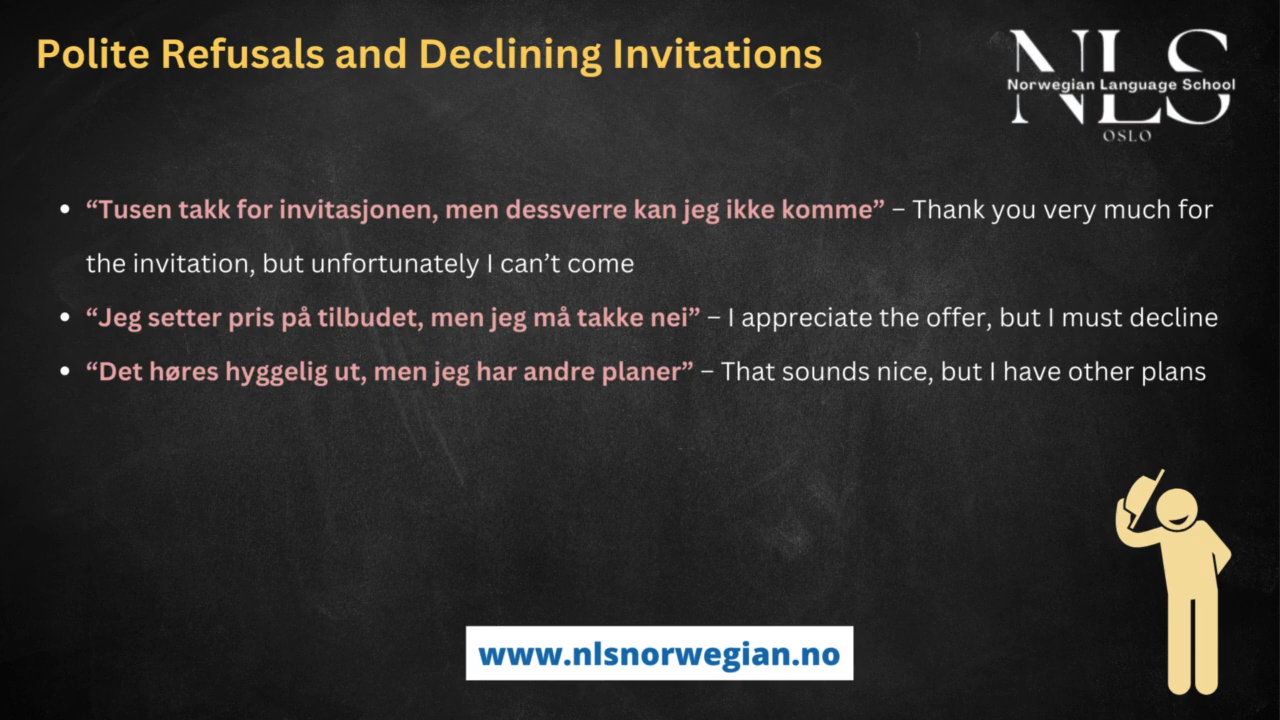 Polite Refusals and Declining Invitations
NLS
Norwegian Language School
OSLO
• “Tusen takk for invitasjonen, men dessverre kan jeg ikke komme” – Thank you very much for
the invitation, but unfortunately I can’t come
• “Jeg setter pris på tilbudet, men jeg må takke nei” – I appreciate the offer, but I must decline
• “Det høres hyggelig ut, men jeg har andre planer” – That sounds nice, but I have other plans
www.nlsnorwegian.no